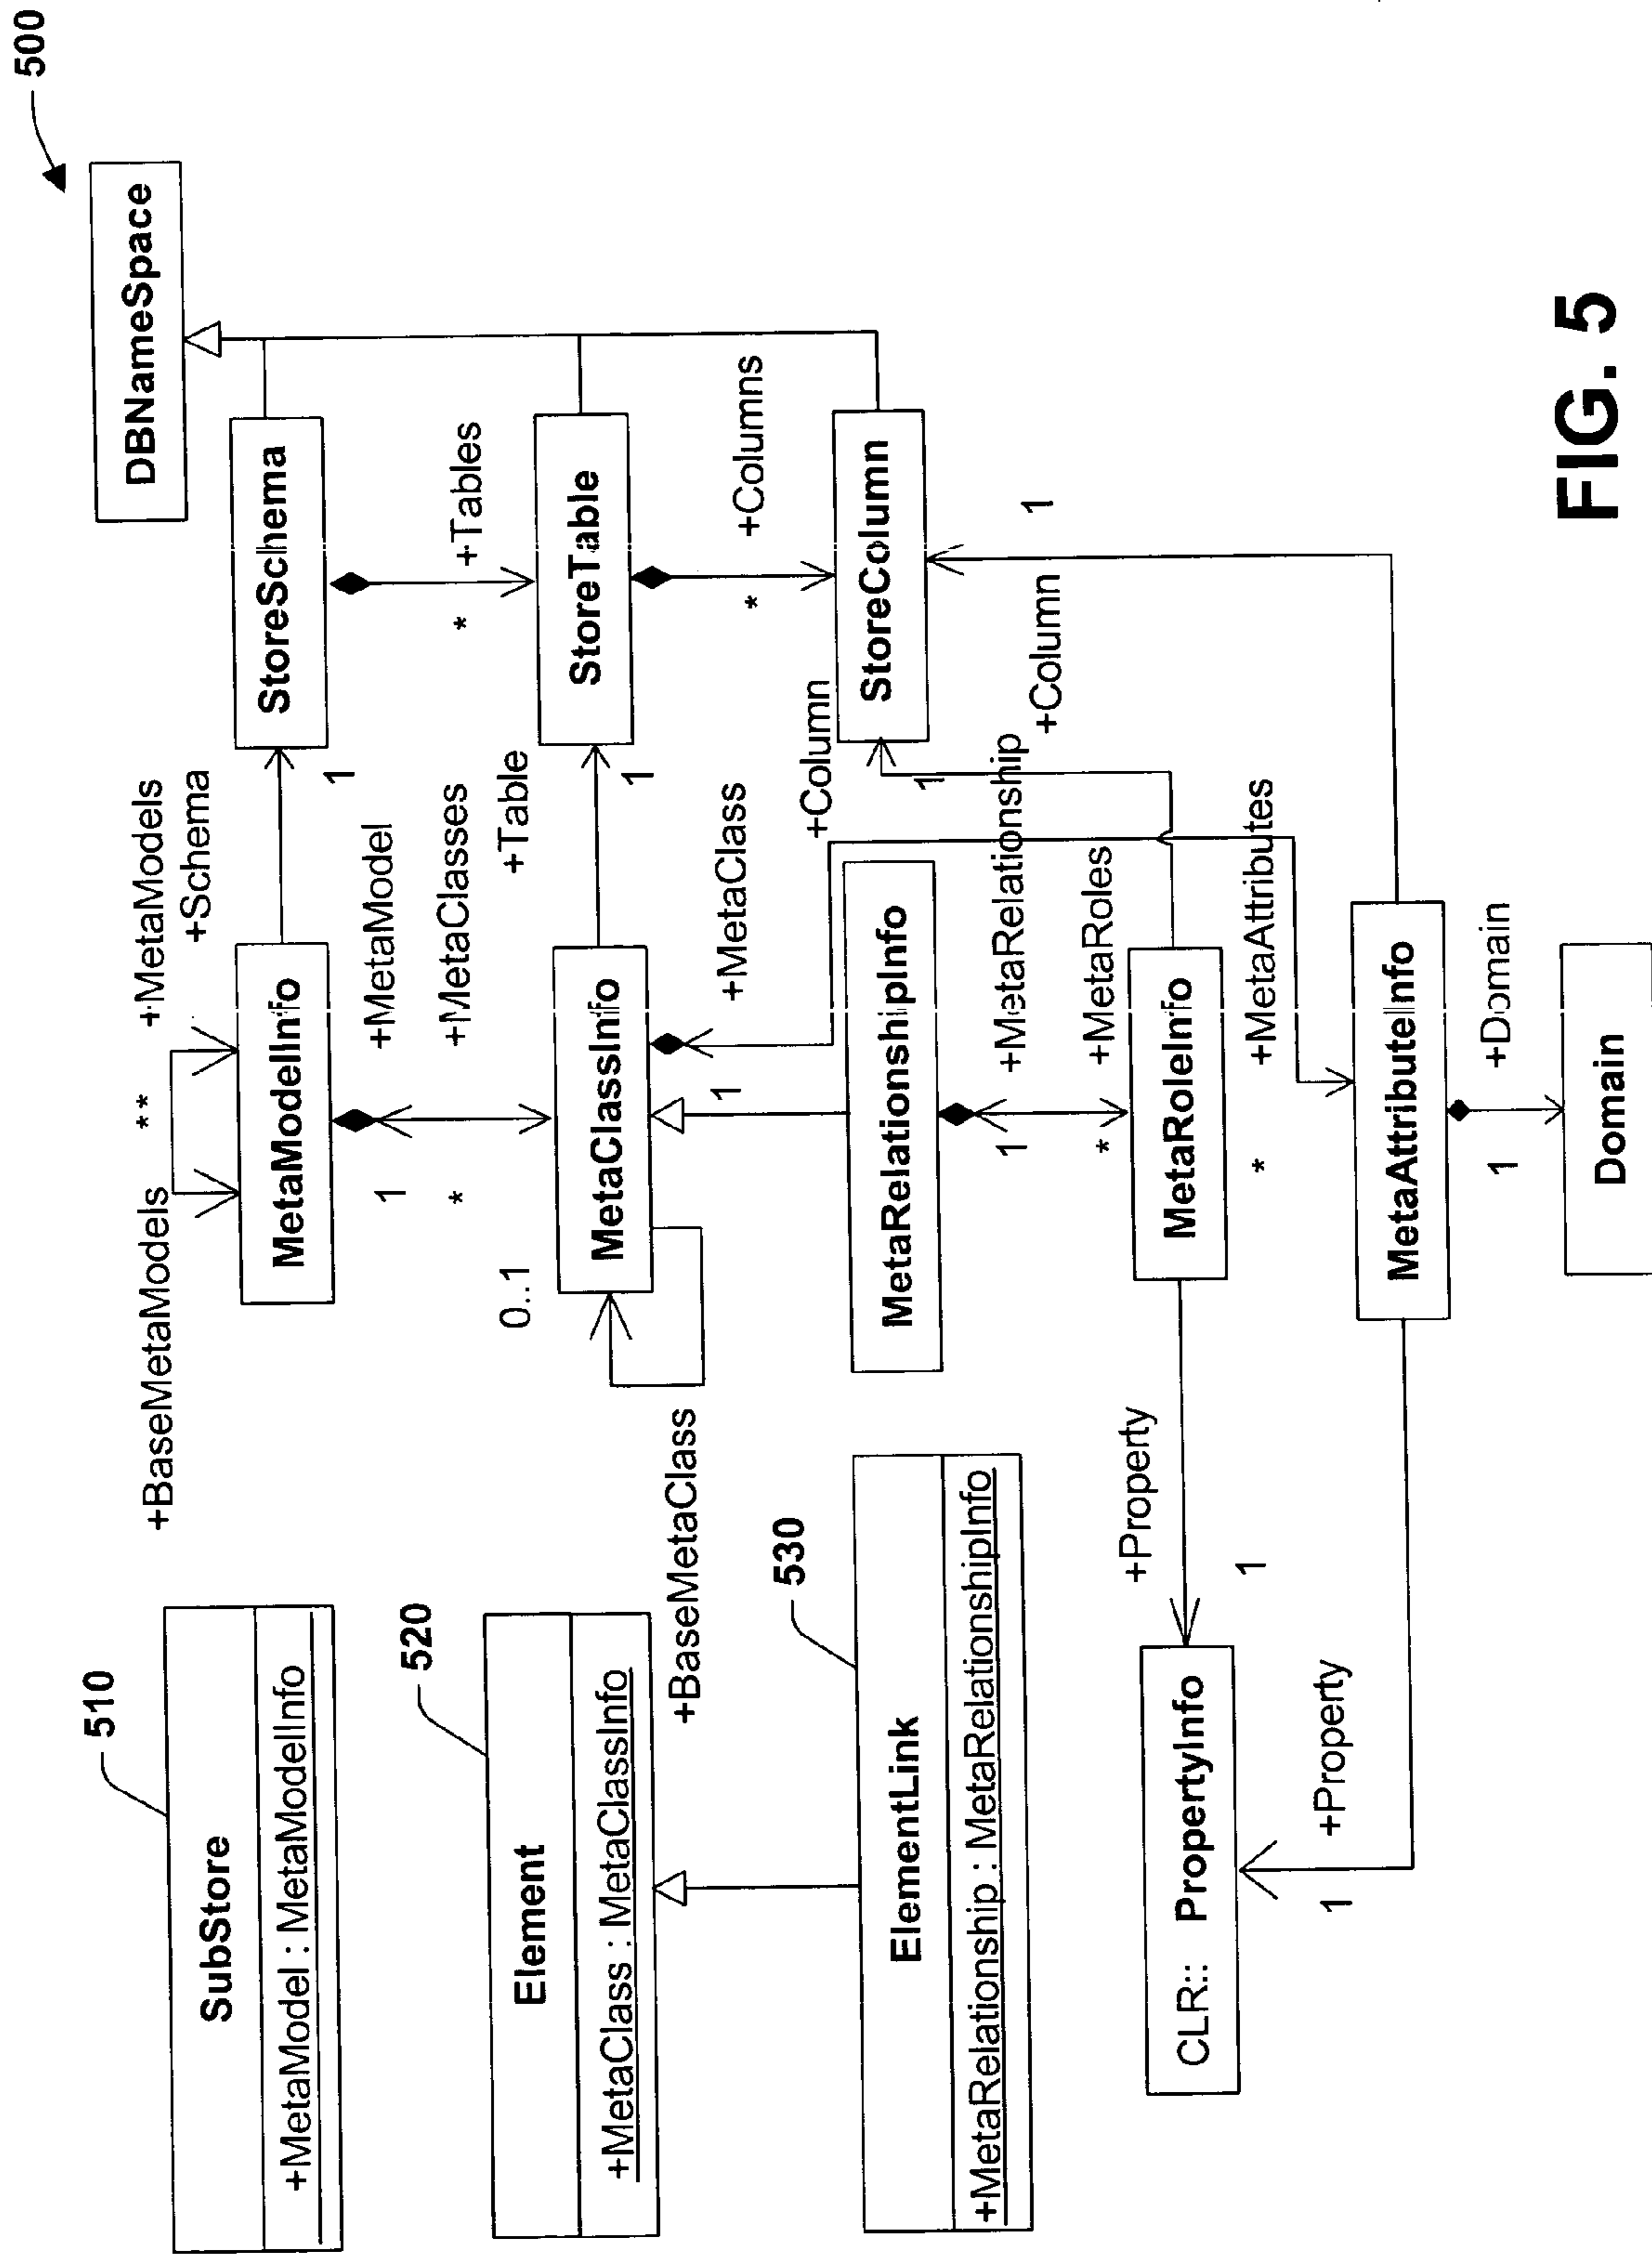 500
DBNameSpace
510
SubStore
+MetaModel : MetaModelInfo
+BaseMetaModels
**
+MetaModels
+Schema
MetaModelInfo
StoreSchema
1
+MetaModel
1
*
+MetaClasses
*
+Tables
520
Element
+MetaClass : MetaClassInfo
0..1
+Table
MetaClassInfo
StoreTable
1
+BaseMetaClass
1
+MetaClass
*
+Columns
530
ElementLink
+MetaRelationship : MetaRelationshipInfo
+Column
MetaRelationshipInfo
StoreColumn
1
1
+MetaRelationship
+Column
1
*
+MetaRoles
+Property
MetaRoleInfo
CLR:: PropertyInfo
1
*
+MetaAttributes
1
+Property
MetaAttributeInfo
1
+Domain
Domain
FIG. 5